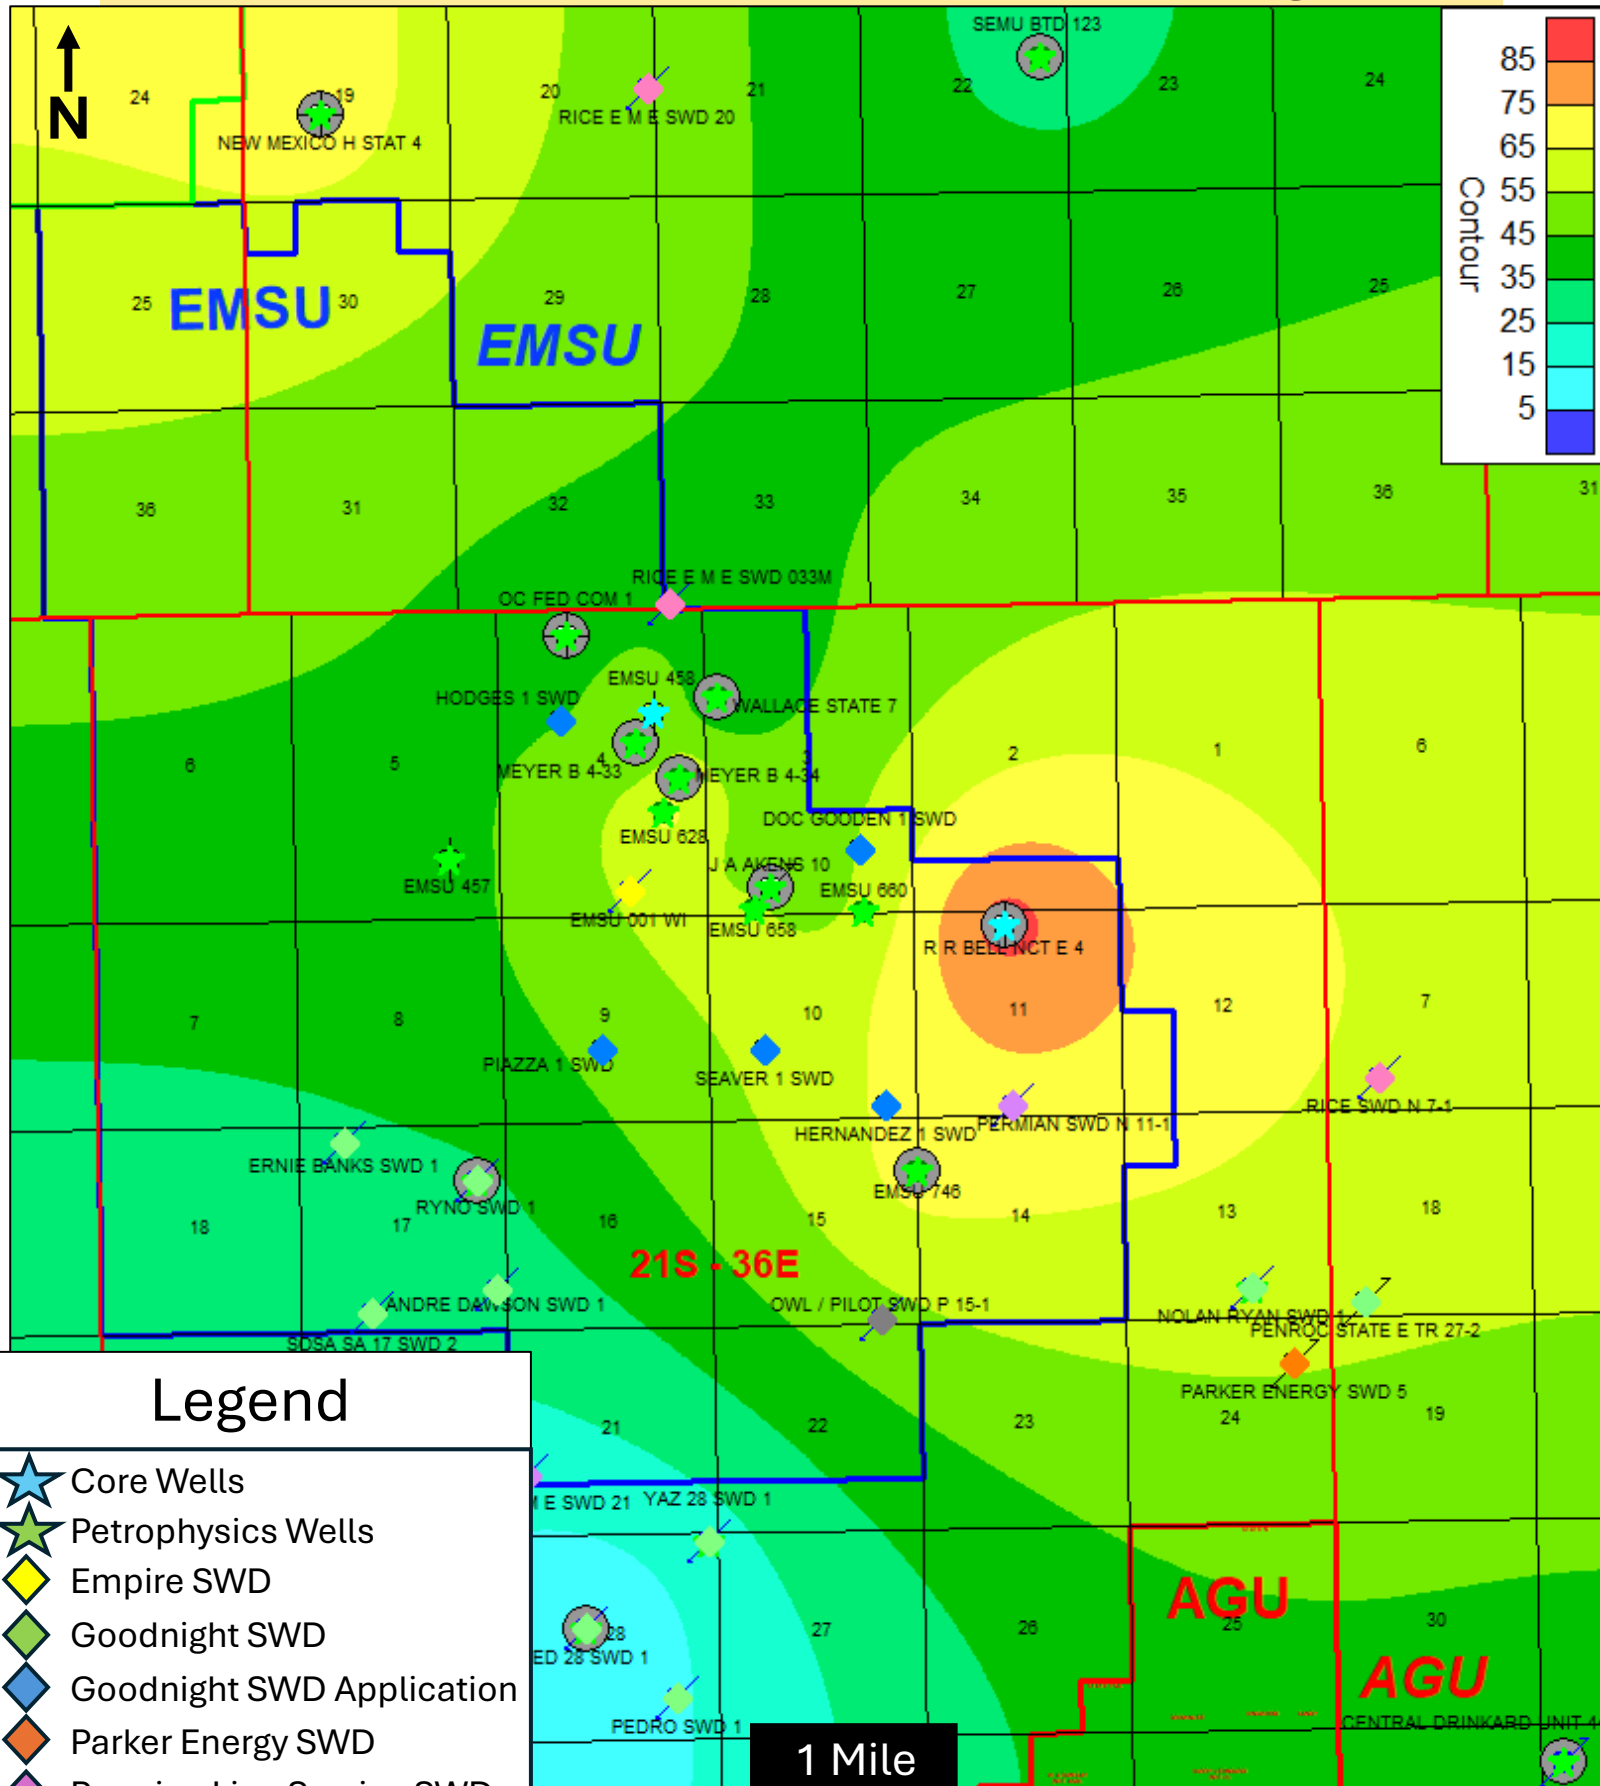 SEMU BTD 123
N
24
19
20
21
22
23
24
NEW MEXICO H STAT 4
RICE E M E SWD 20
85
75
65
55
45
35
25
15
5
Contour
25
EMSU
30
29
EMSU
28
27
26
25
36
31
32
33
34
35
36
31
RICE E M E SWD 033M
OC FED COM 1
EMSU 458
HODGES 1 SWD
WALLACE STATE 7
6
5
4
3
2
1
6
MEYER B 4-33
MEYER B 4-34
DOC GOODEN 1 SWD
EMSU 628
J A AKENS 10
EMSU 457
EMSU 660
EMSU 001 WI
EMSU 658
R R BELL NCT E 4
7
8
9
10
11
12
7
PIAZZA 1 SWD
SEAVER 1 SWD
RICE SWD N 7-1
HERNANDEZ 1 SWD
PERMIAN SWD N 11-1
ERNIE BANKS SWD 1
EMSU 746
RYNO SWD 1
18
17
16
15
14
13
18
21S - 36E
ANDRE DAWSON SWD 1
OWL / PILOT SWD P 15-1
NOLAN RYAN SWD 1
PENROC STATE E TR 27-2
SOSA SA 17 SWD 2
PARKER ENERGY SWD 5
21
22
23
24
19
M E SWD 21
YAZ 28 SWD 1
AGU
28
27
26
25
30
ED 28 SWD 1
AGU
PEDRO SWD 1
CENTRAL DRINKARD UNIT 4
1 Mile
Legend
Core Wells
Petrophysics Wells
Empire SWD
Goodnight SWD
Goodnight SWD Application
Parker Energy SWD